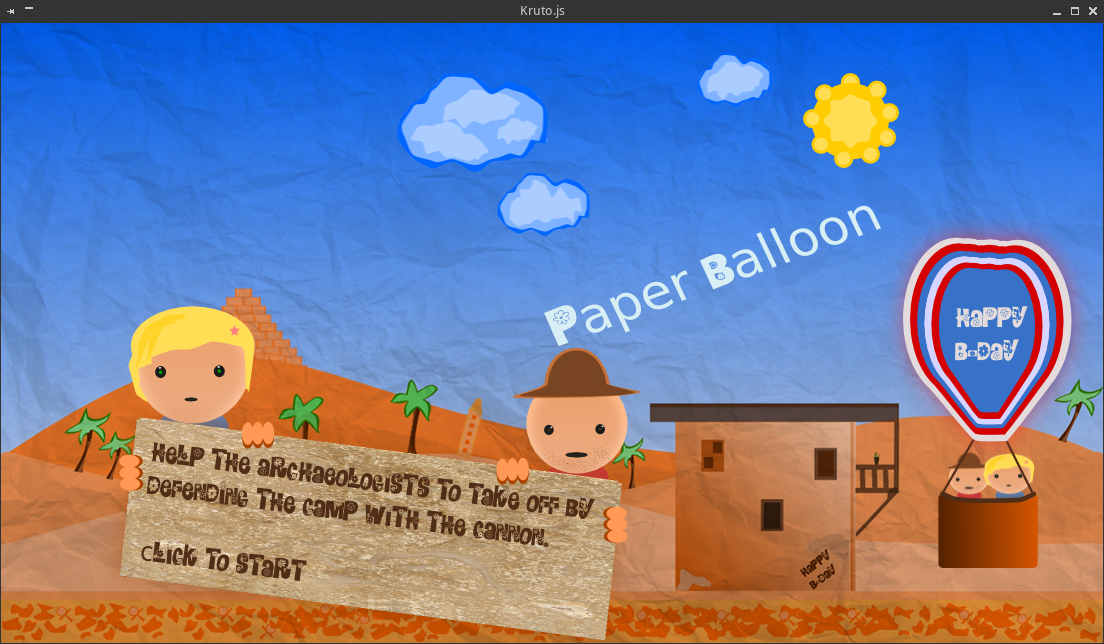 Kruto.js
Paper Balloon
HAPPY
B-DAY
HELP THE ARCHAEOLOGISTS TO TAKE OFF BY
DEFENDING THE CAMP WITH THE CANNON.
CLICK TO START
HAPPY
B-DAY